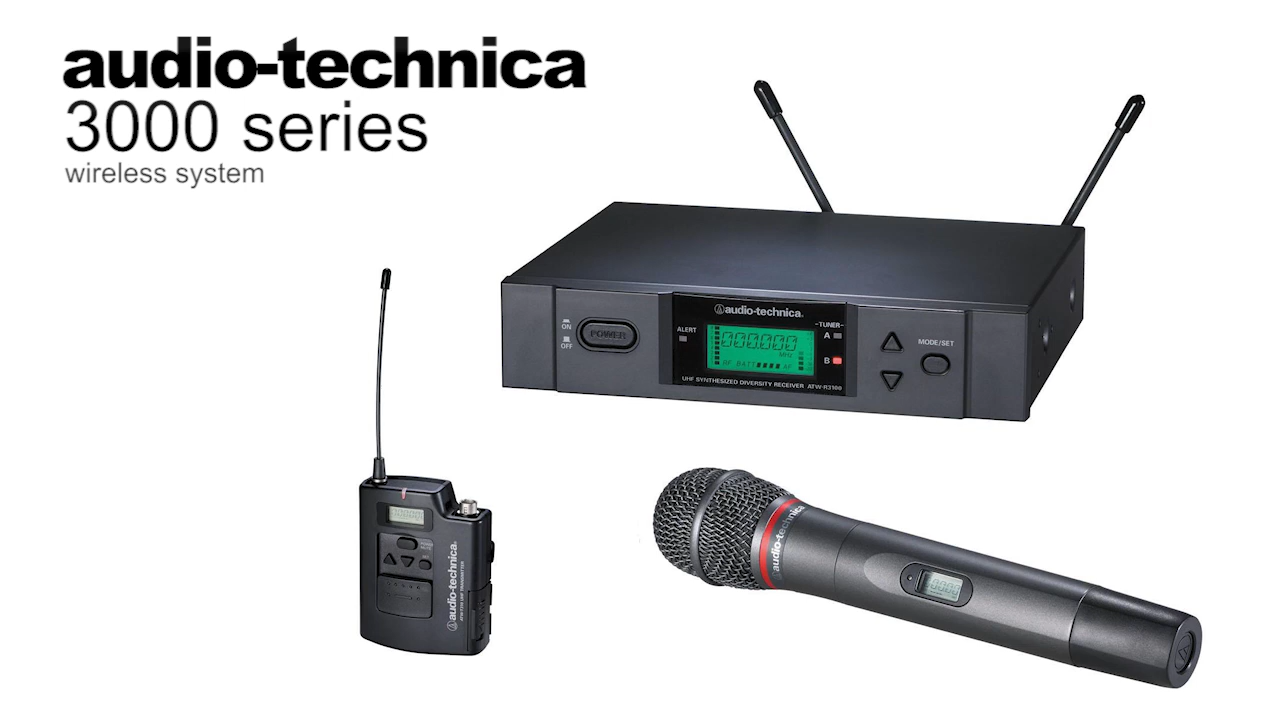 audio-technica
3000 series
wireless system
audio-technica
ALERT
ON
OFF
POWER
000.000
MHz
RF BATT AF
TUNER
A
B
MODE/SET
UHF SYNTHESIZED DIVERSITY RECEIVER ATW-R3100
audio-technica
audio-technica